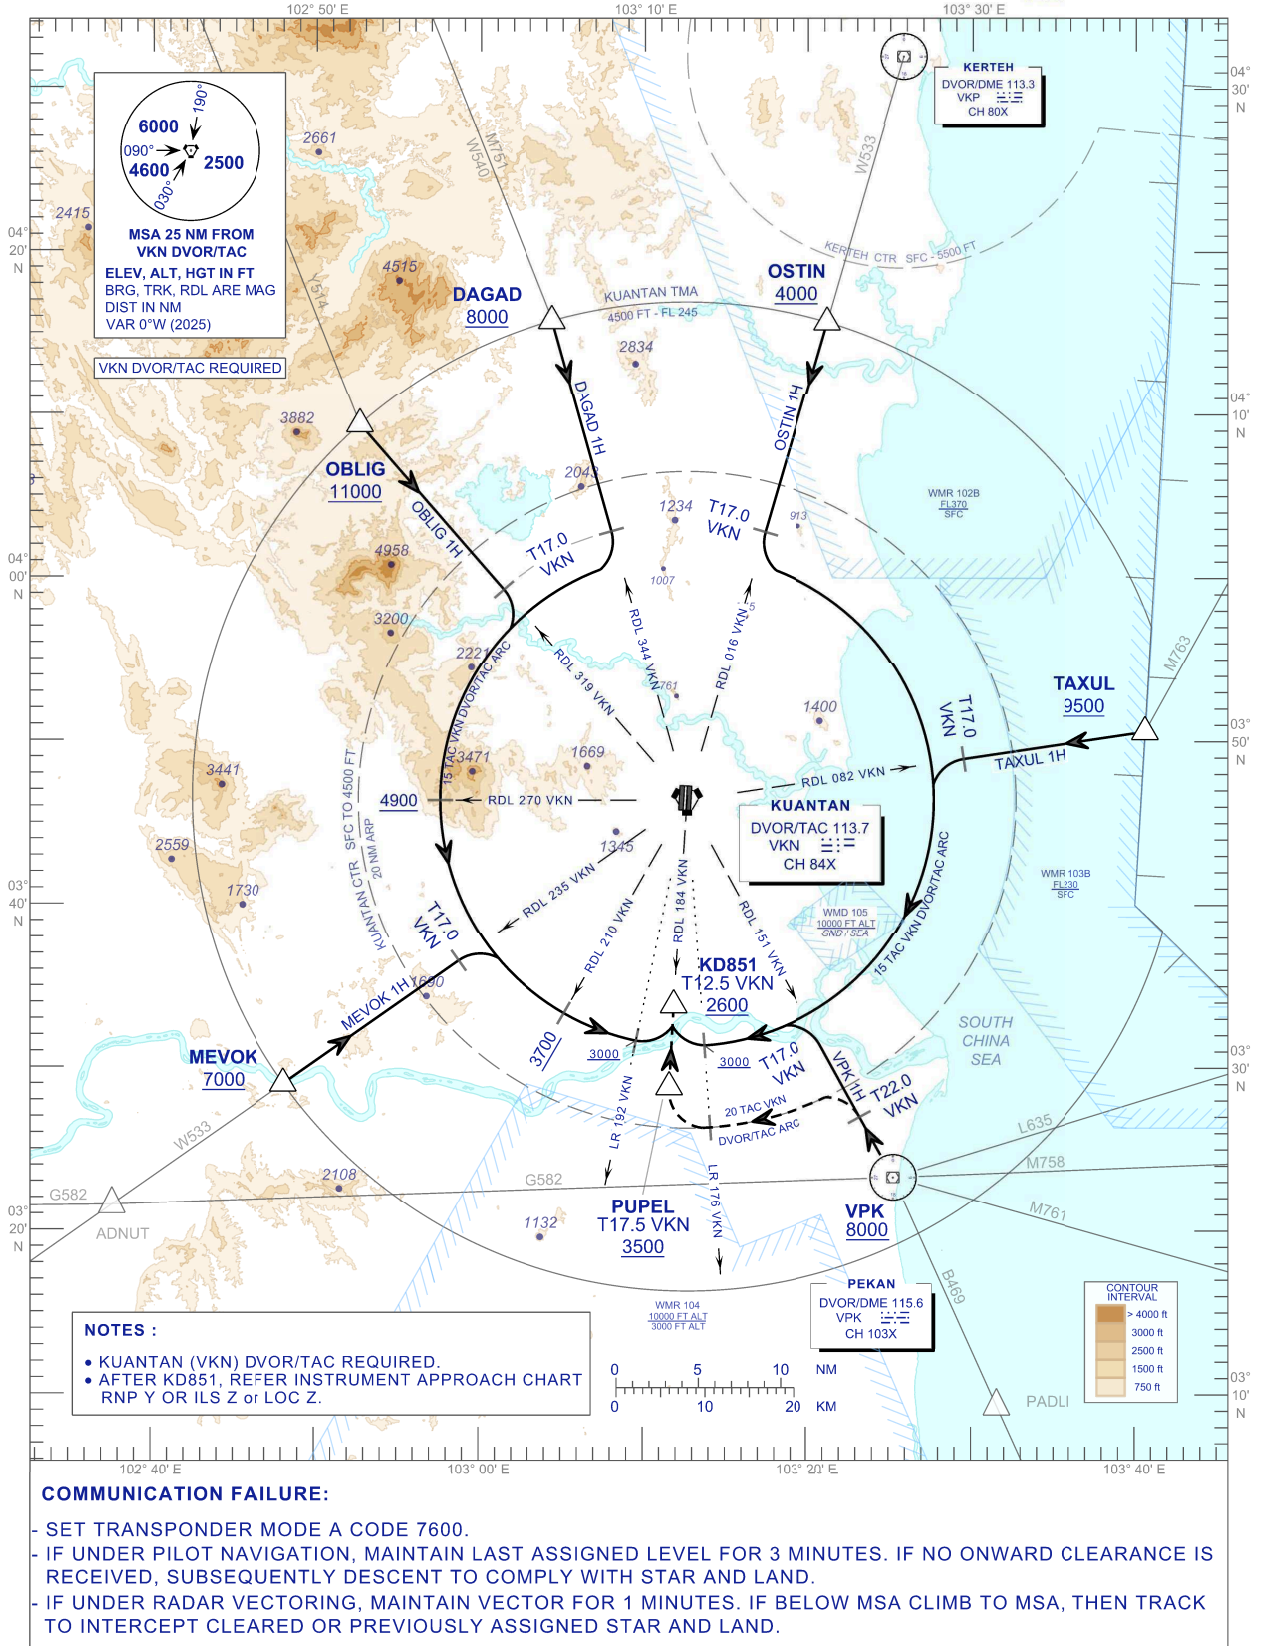 102° 50' E
103° 10' E
103° 30' E
KERTEH
DVOR/DME 113.3
VKP
CH 80X
04°
30'
N
190°
6000
090°
4600
2500
030°
MSA 25 NM FROM
VKN DVOR/TAC
ELEV, ALT, HGT IN FT
BRG, TRK, RDL ARE MAG
DIST IN NM
VAR 0°W (2025)
VKN DVOR/TAC REQUIRED
2661
2415
04°
20'
N
M751
W540
W533
Y514
4515
KERTEH CTR SFC - 5500 FT
DAGAD
8000
KUANTAN TMA
4500 FT - FL 245
OSTIN
4000
2834
3882
DAGAD 1H
OSTIN 1H
04°
10'
N
OBLIG
11000
OBLIG 1H
2043
1234
T17.0
VKN
913
WMR 102B
FL370
SFC
T17.0
VKN
4958
1007
04°
00'
N
3200
2221
RDL 319 VKN
RDL 344 VKN
RDL 016 VKN
761
15 TAC VKN DVOR/TAC ARC
M763
TAXUL
9500
1400
T17.0
VKN
03°
50'
N
TAXUL 1H
3441
3471
1669
RDL 082 VKN
4900
RDL 270 VKN
KUANTAN
DVOR/TAC 113.7
VKN
CH 84X
KUANTAN CTR SFC TO 4500 FT
20 NM ARP
2559
1345
1730
RDL 235 VKN
RDL 210 VKN
RDL 184 VKN
RDL 151 VKN
WMR 103B
FL230
SFC
WMD 105
10000 FT ALT
GND / SEA
15 TAC VKN DVOR/TAC ARC
03°
40'
N
T17.0
VKN
1690
MEVOK 1H
KD851
T12.5 VKN
2600
SOUTH
CHINA
SEA
MEVOK
7000
3700
3000
3000
T17.0
VKN
VPK 1H
T22.0
VKN
03°
30'
N
20 TAC VKN
DVOR/TAC ARC
LR 192 VKN
LR 176 VKN
L635
M758
M761
W533
G582
G582
2108
ADNUT
03°
20'
N
1132
PUPEL
T17.5 VKN
3500
VPK
8000
B469
PEKAN
DVOR/DME 115.6
VPK
CH 103X
WMR 104
10000 FT ALT
3000 FT ALT
CONTOUR
INTERVAL
> 4000 ft
3000 ft
2500 ft
1500 ft
750 ft
NOTES :
• KUANTAN (VKN) DVOR/TAC REQUIRED.
• AFTER KD851, REFER INSTRUMENT APPROACH CHART
RNP Y OR ILS Z or LOC Z.
0 5 10 NM
0 10 20 KM
PADLI
03°
10'
N
102° 40' E
103° 00' E
103° 20' E
103° 40' E
COMMUNICATION FAILURE:
- SET TRANSPONDER MODE A CODE 7600.
- IF UNDER PILOT NAVIGATION, MAINTAIN LAST ASSIGNED LEVEL FOR 3 MINUTES. IF NO ONWARD CLEARANCE IS
RECEIVED, SUBSEQUENTLY DESCENT TO COMPLY WITH STAR AND LAND.
- IF UNDER RADAR VECTORING, MAINTAIN VECTOR FOR 1 MINUTES. IF BELOW MSA CLIMB TO MSA, THEN TRACK
TO INTERCEPT CLEARED OR PREVIOUSLY ASSIGNED STAR AND LAND.